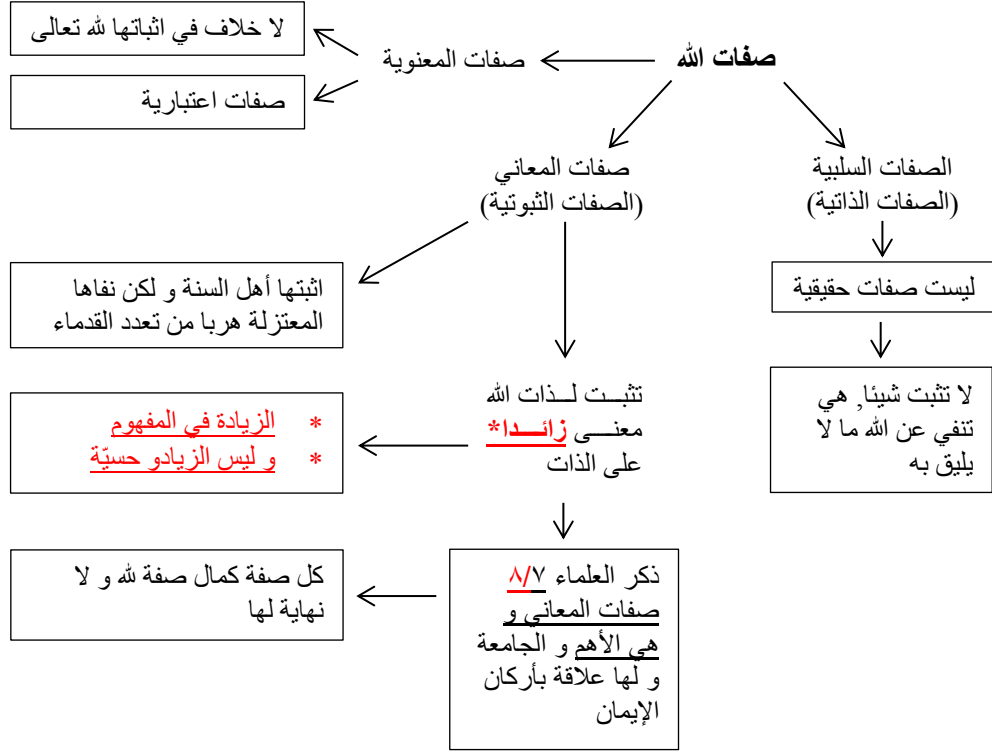 صفات الله
صفات المعنوية
لا خلاف في اثباتها لله تعالى
صفات اعتبارية
الصفات السلبية
(الصفات الذاتية)
صفات المعاني
(الصفات الثبوتية)
ليست صفات حقيقية
لا تثبت شيئا, هي
تنفي عن الله ما لا
يليق به
اثبتها أهل السنة و لكن نفاها
المعتزلة هربا من تعدد القدماء
تثبــت لــذات الله
معنــى زائــدا*
على الذات
* الزيادة في المفهوم
* و ليس الزيادو حسيّة
ذكر العلماء ٨/٧
صفات المعاني و
هي الأهم و الجامعة
و لها علاقة بأركان
الإيمان
كل صفة كمال صفة لله و لا
نهاية لها